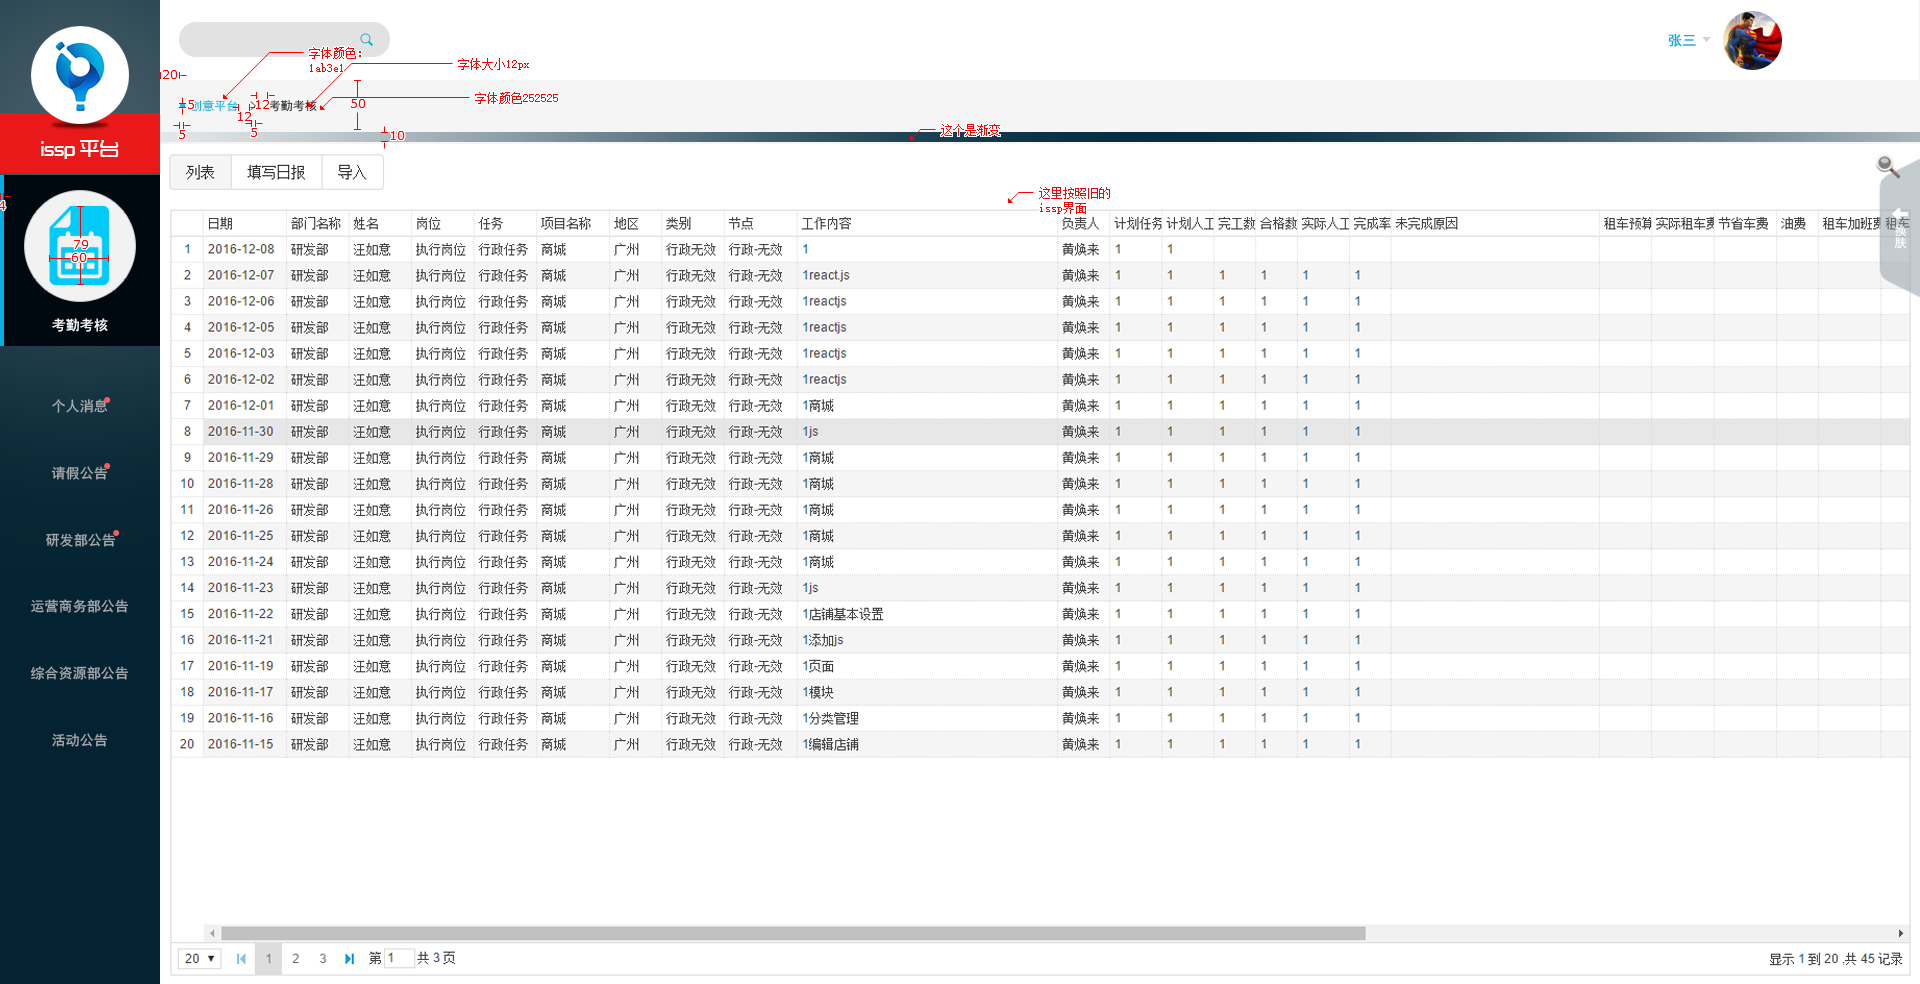 张三
字体颜色:
1ab3e1
字体大小12px
字体颜色252525
20
5
创意平台
12
考勤考核
12
5
5
50
10
这个是渐变
issp 平台
列表 填写日报 导入
这里按照旧的
issp界面
换肤
4
79
60
考勤考核
个人消息
请假公告
研发部公告
运营商务部公告
综合资源部公告
活动公告
日期 部门名称 姓名 岗位 任务 项目名称 地区 类别 节点 工作内容 负责人 计划任务 计划人工 完工数 合格数 实际人工 完成率 未完成原因 租车预算 实际租车费 节省车费 油费 租车加班费 租车
1 2016-12-08 研发部 汪如意 执行岗位 行政任务 商城 广州 行政无效 行政-无效 1 黄焕来 1 1
2 2016-12-07 研发部 汪如意 执行岗位 行政任务 商城 广州 行政无效 行政-无效 1react.js 黄焕来 1 1 1 1 1 1
3 2016-12-06 研发部 汪如意 执行岗位 行政任务 商城 广州 行政无效 行政-无效 1reactjs 黄焕来 1 1 1 1 1 1
4 2016-12-05 研发部 汪如意 执行岗位 行政任务 商城 广州 行政无效 行政-无效 1reactjs 黄焕来 1 1 1 1 1 1
5 2016-12-03 研发部 汪如意 执行岗位 行政任务 商城 广州 行政无效 行政-无效 1reactjs 黄焕来 1 1 1 1 1 1
6 2016-12-02 研发部 汪如意 执行岗位 行政任务 商城 广州 行政无效 行政-无效 1reactjs 黄焕来 1 1 1 1 1 1
7 2016-12-01 研发部 汪如意 执行岗位 行政任务 商城 广州 行政无效 行政-无效 1商城 黄焕来 1 1 1 1 1 1
8 2016-11-30 研发部 汪如意 执行岗位 行政任务 商城 广州 行政无效 行政-无效 1js 黄焕来 1 1 1 1 1 1
9 2016-11-29 研发部 汪如意 执行岗位 行政任务 商城 广州 行政无效 行政-无效 1商城 黄焕来 1 1 1 1 1 1
10 2016-11-28 研发部 汪如意 执行岗位 行政任务 商城 广州 行政无效 行政-无效 1商城 黄焕来 1 1 1 1 1 1
11 2016-11-26 研发部 汪如意 执行岗位 行政任务 商城 广州 行政无效 行政-无效 1商城 黄焕来 1 1 1 1 1 1
12 2016-11-25 研发部 汪如意 执行岗位 行政任务 商城 广州 行政无效 行政-无效 1商城 黄焕来 1 1 1 1 1 1
13 2016-11-24 研发部 汪如意 执行岗位 行政任务 商城 广州 行政无效 行政-无效 1商城 黄焕来 1 1 1 1 1 1
14 2016-11-23 研发部 汪如意 执行岗位 行政任务 商城 广州 行政无效 行政-无效 1js 黄焕来 1 1 1 1 1 1
15 2016-11-22 研发部 汪如意 执行岗位 行政任务 商城 广州 行政无效 行政-无效 1店铺基本设置 黄焕来 1 1 1 1 1 1
16 2016-11-21 研发部 汪如意 执行岗位 行政任务 商城 广州 行政无效 行政-无效 1添加js 黄焕来 1 1 1 1 1 1
17 2016-11-19 研发部 汪如意 执行岗位 行政任务 商城 广州 行政无效 行政-无效 1页面 黄焕来 1 1 1 1 1 1
18 2016-11-17 研发部 汪如意 执行岗位 行政任务 商城 广州 行政无效 行政-无效 1模块 黄焕来 1 1 1 1 1 1
19 2016-11-16 研发部 汪如意 执行岗位 行政任务 商城 广州 行政无效 行政-无效 1分类管理 黄焕来 1 1 1 1 1 1
20 2016-11-15 研发部 汪如意 执行岗位 行政任务 商城 广州 行政无效 行政-无效 1编辑店铺 黄焕来 1 1 1 1 1 1
20 1 2 3 第 1 共 3 页
显示 1 到 20 ,共 45 记录